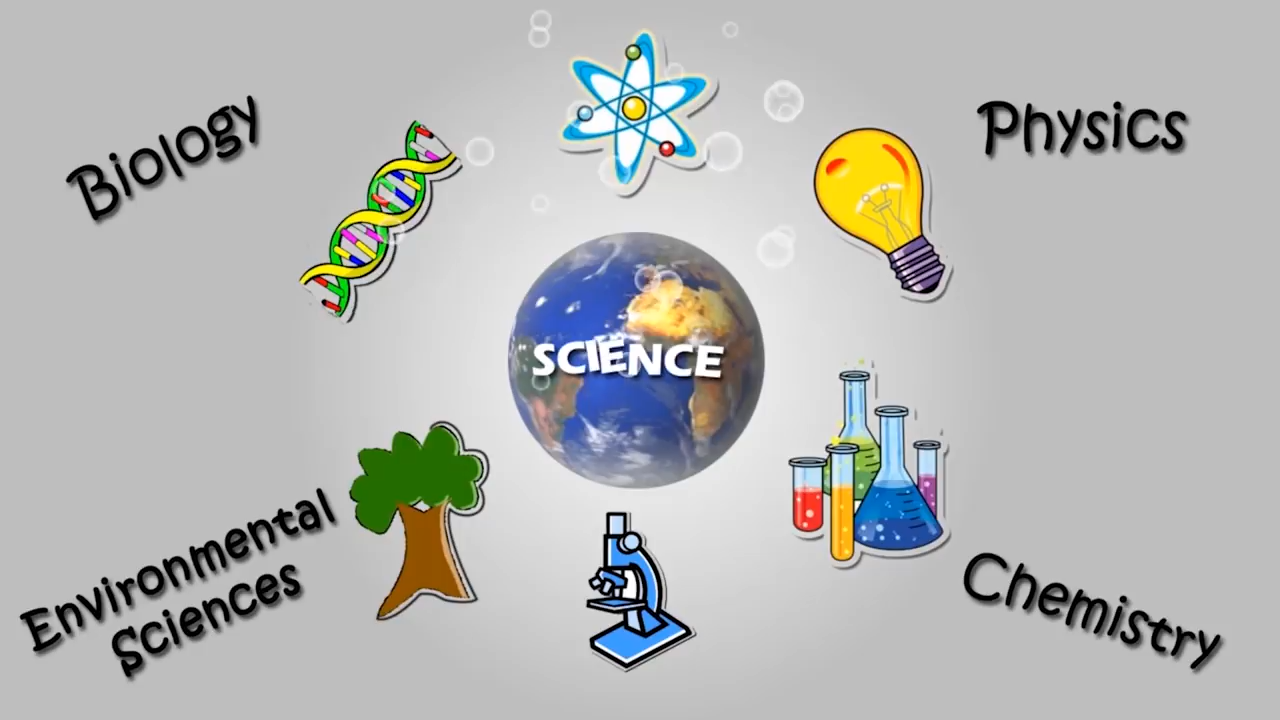 Biology
Physics
SCIENCE
Environmental
Sciences
Chemistry